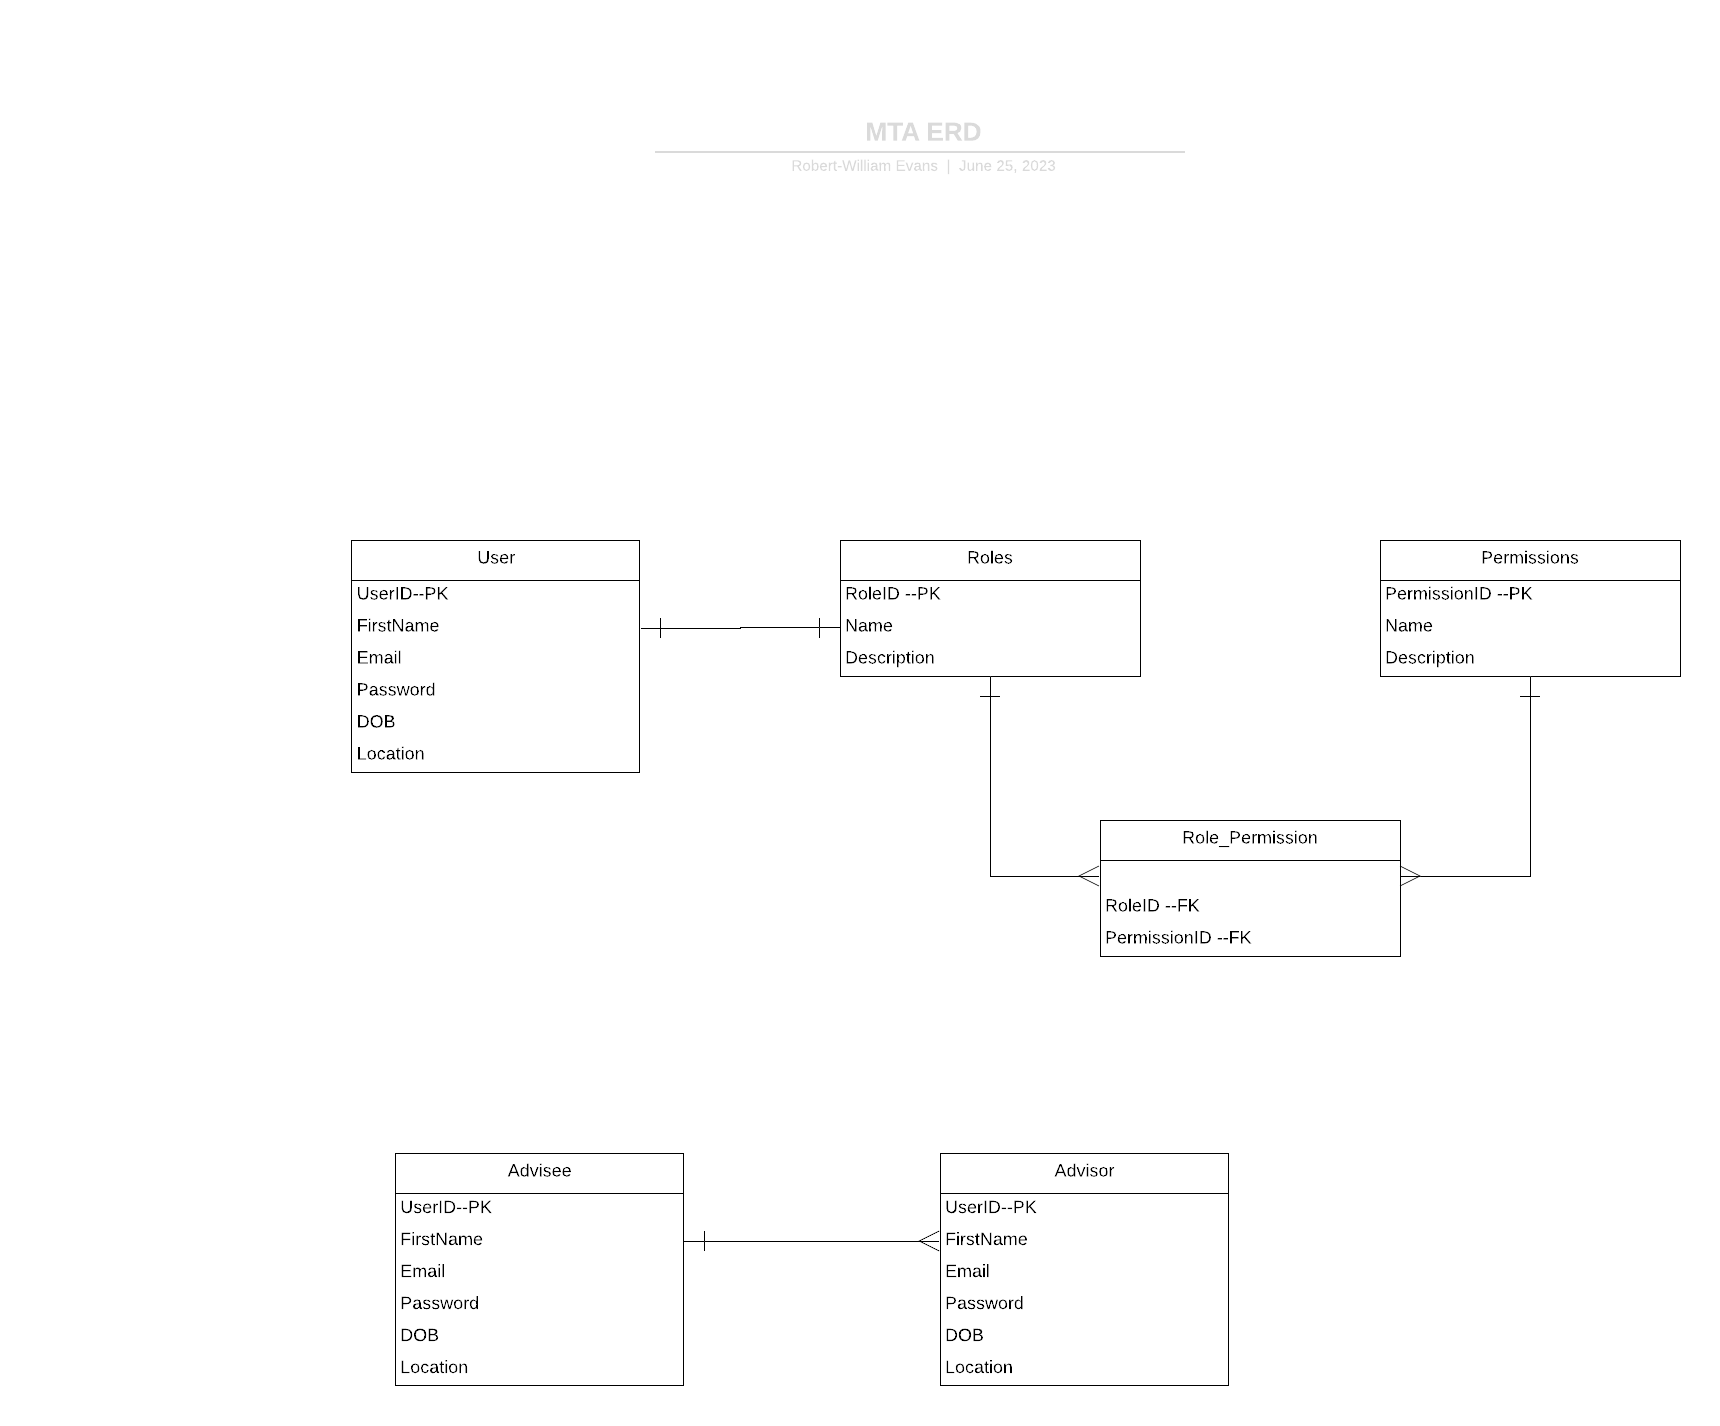 MTA ERD
Robert-William Evans | June 25, 2023
User
UserID--PK
FirstName
Email
Password
DOB
Location
Roles
RoleID --PK
Name
Description
Permissions
PermissionID --PK
Name
Description
Role_Permission
RoleID --FK
PermissionID --FK
Advisee
UserID--PK
FirstName
Email
Password
DOB
Location
Advisor
UserID--PK
FirstName
Email
Password
DOB
Location